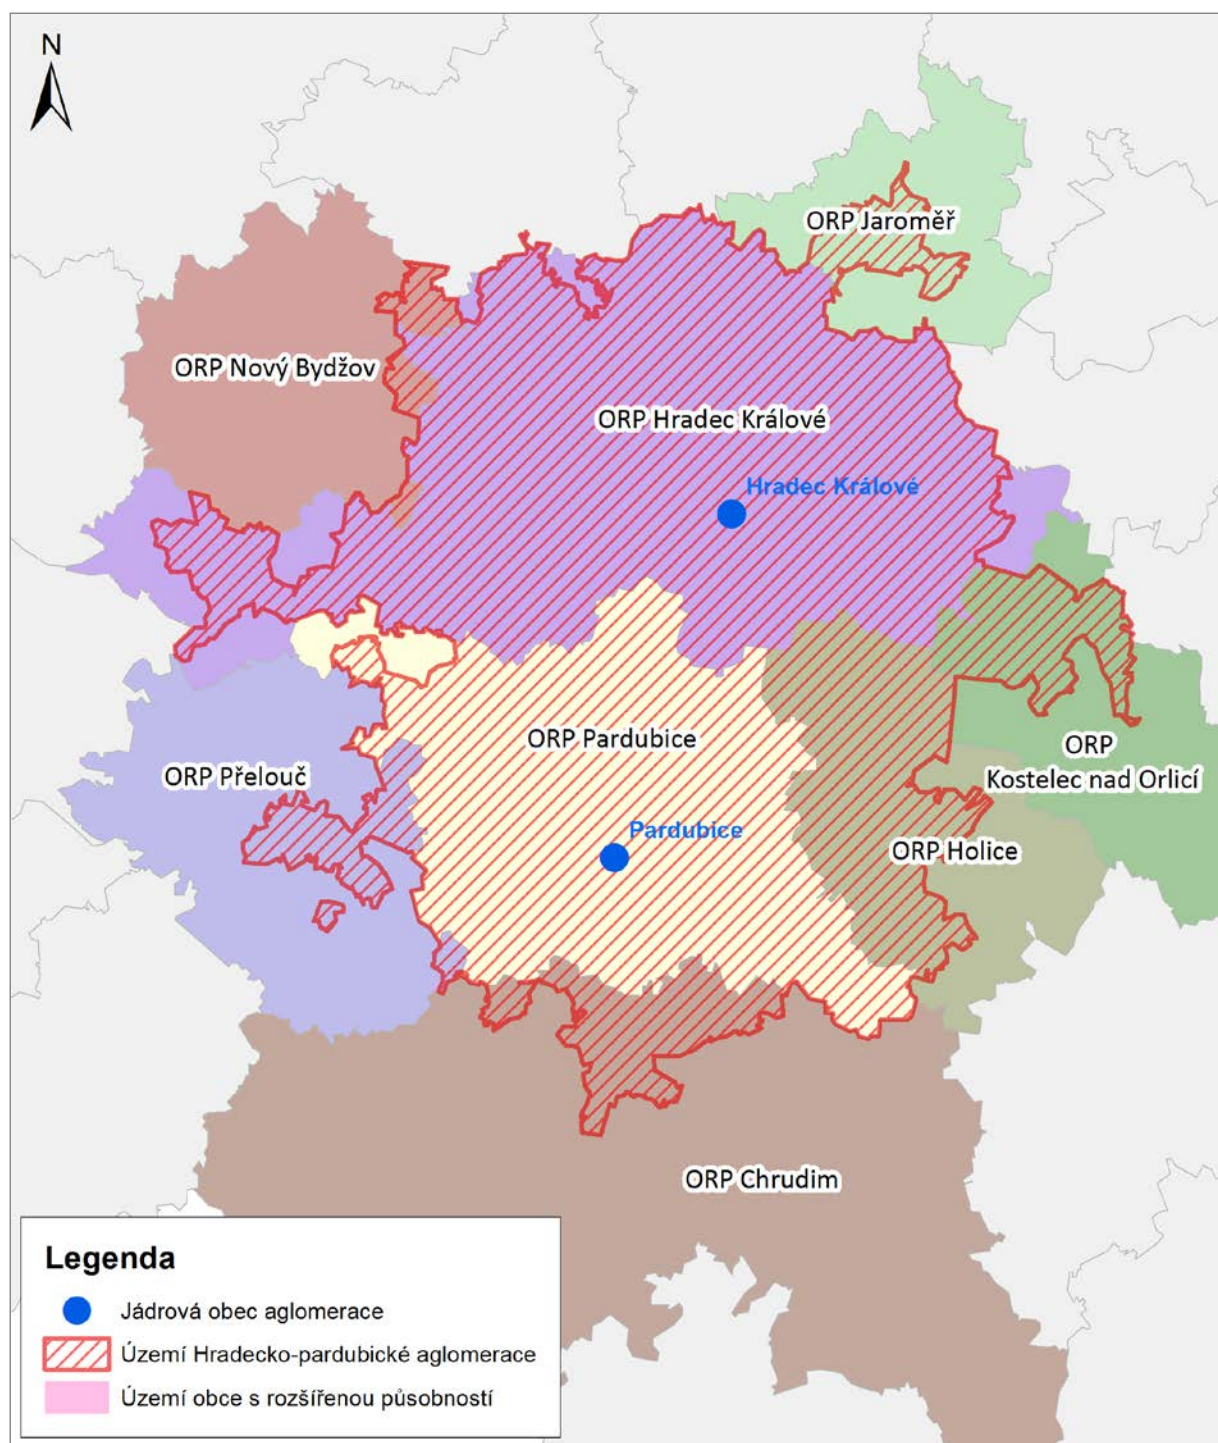 N
ORP Jaroměř
ORP Nový Bydžov
ORP Hradec Králové
Hradec Králové
ORP Pardubice
ORP
Kostelec nad Orlicí
ORP Přelouč
Pardubice
ORP Holice
ORP Chrudim
Legenda
Jádrová obec aglomerace
Území Hradecko-pardubické aglomerace
Území obce s rozšířenou působností